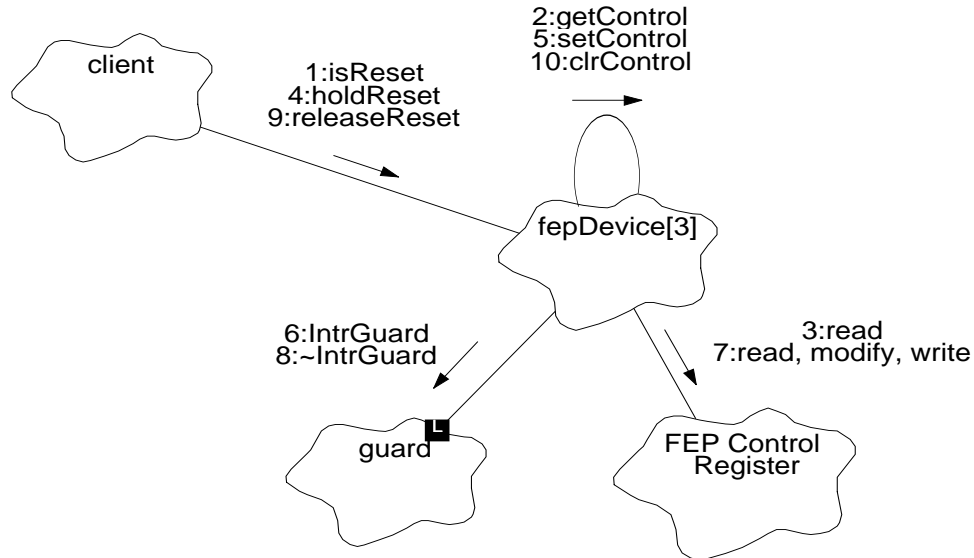 2:getControl
5:setControl
10:clrControl
client
1:isReset
4:holdReset
9:releaseReset
fepDevice[3]
6:IntrGuard
8:~IntrGuard
3:read
7:read, modify, write
L
guard
FEP Control
Register